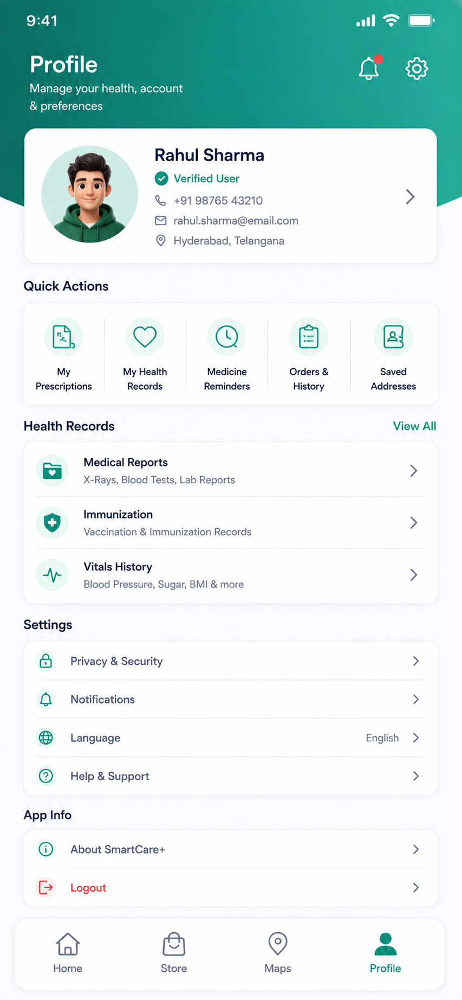 9:41
Profile
Manage your health, account
& preferences
Rahul Sharma
Verified User
+91 98765 43210
rahul.sharma@email.com
Hyderabad, Telangana
Quick Actions
My
Prescriptions
My Health
Records
Medicine
Reminders
Orders &
History
Saved
Addresses
Health Records
View All
Medical Reports
X-Rays, Blood Tests, Lab Reports
Immunization
Vaccination & Immunization Records
Vitals History
Blood Pressure, Sugar, BMI & more
Settings
Privacy & Security
Notifications
Language
English
Help & Support
App Info
About SmartCare+
Logout
Home
Store
Maps
Profile